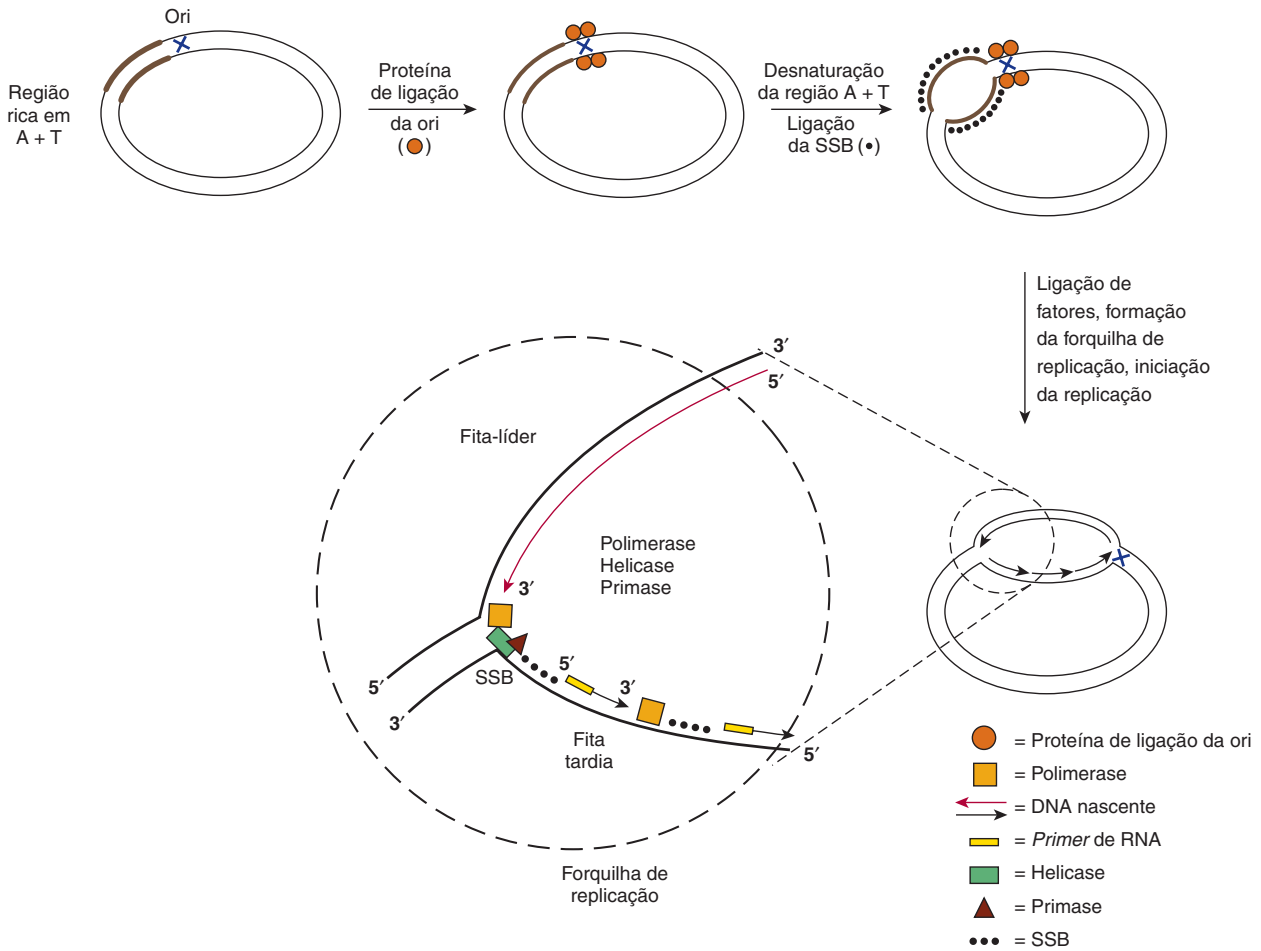 Ori
Região
rica em
A + T
Proteína
de ligação
da ori
( )
Desnaturação
da região A + T
Ligação
da SSB (•)
Ligação de
fatores, formação
da forquilha de
replicação, iniciação
da replicação
3′
5′
Fita-líder
Polimerase
Helicase
Primase
3′
5′
3′
SSB
5′
3′
Fita
tardia
5′
Forquilha de
replicação
= Proteína de ligação da ori
= Polimerase
= DNA nascente
= Primer de RNA
= Helicase
= Primase
= SSB